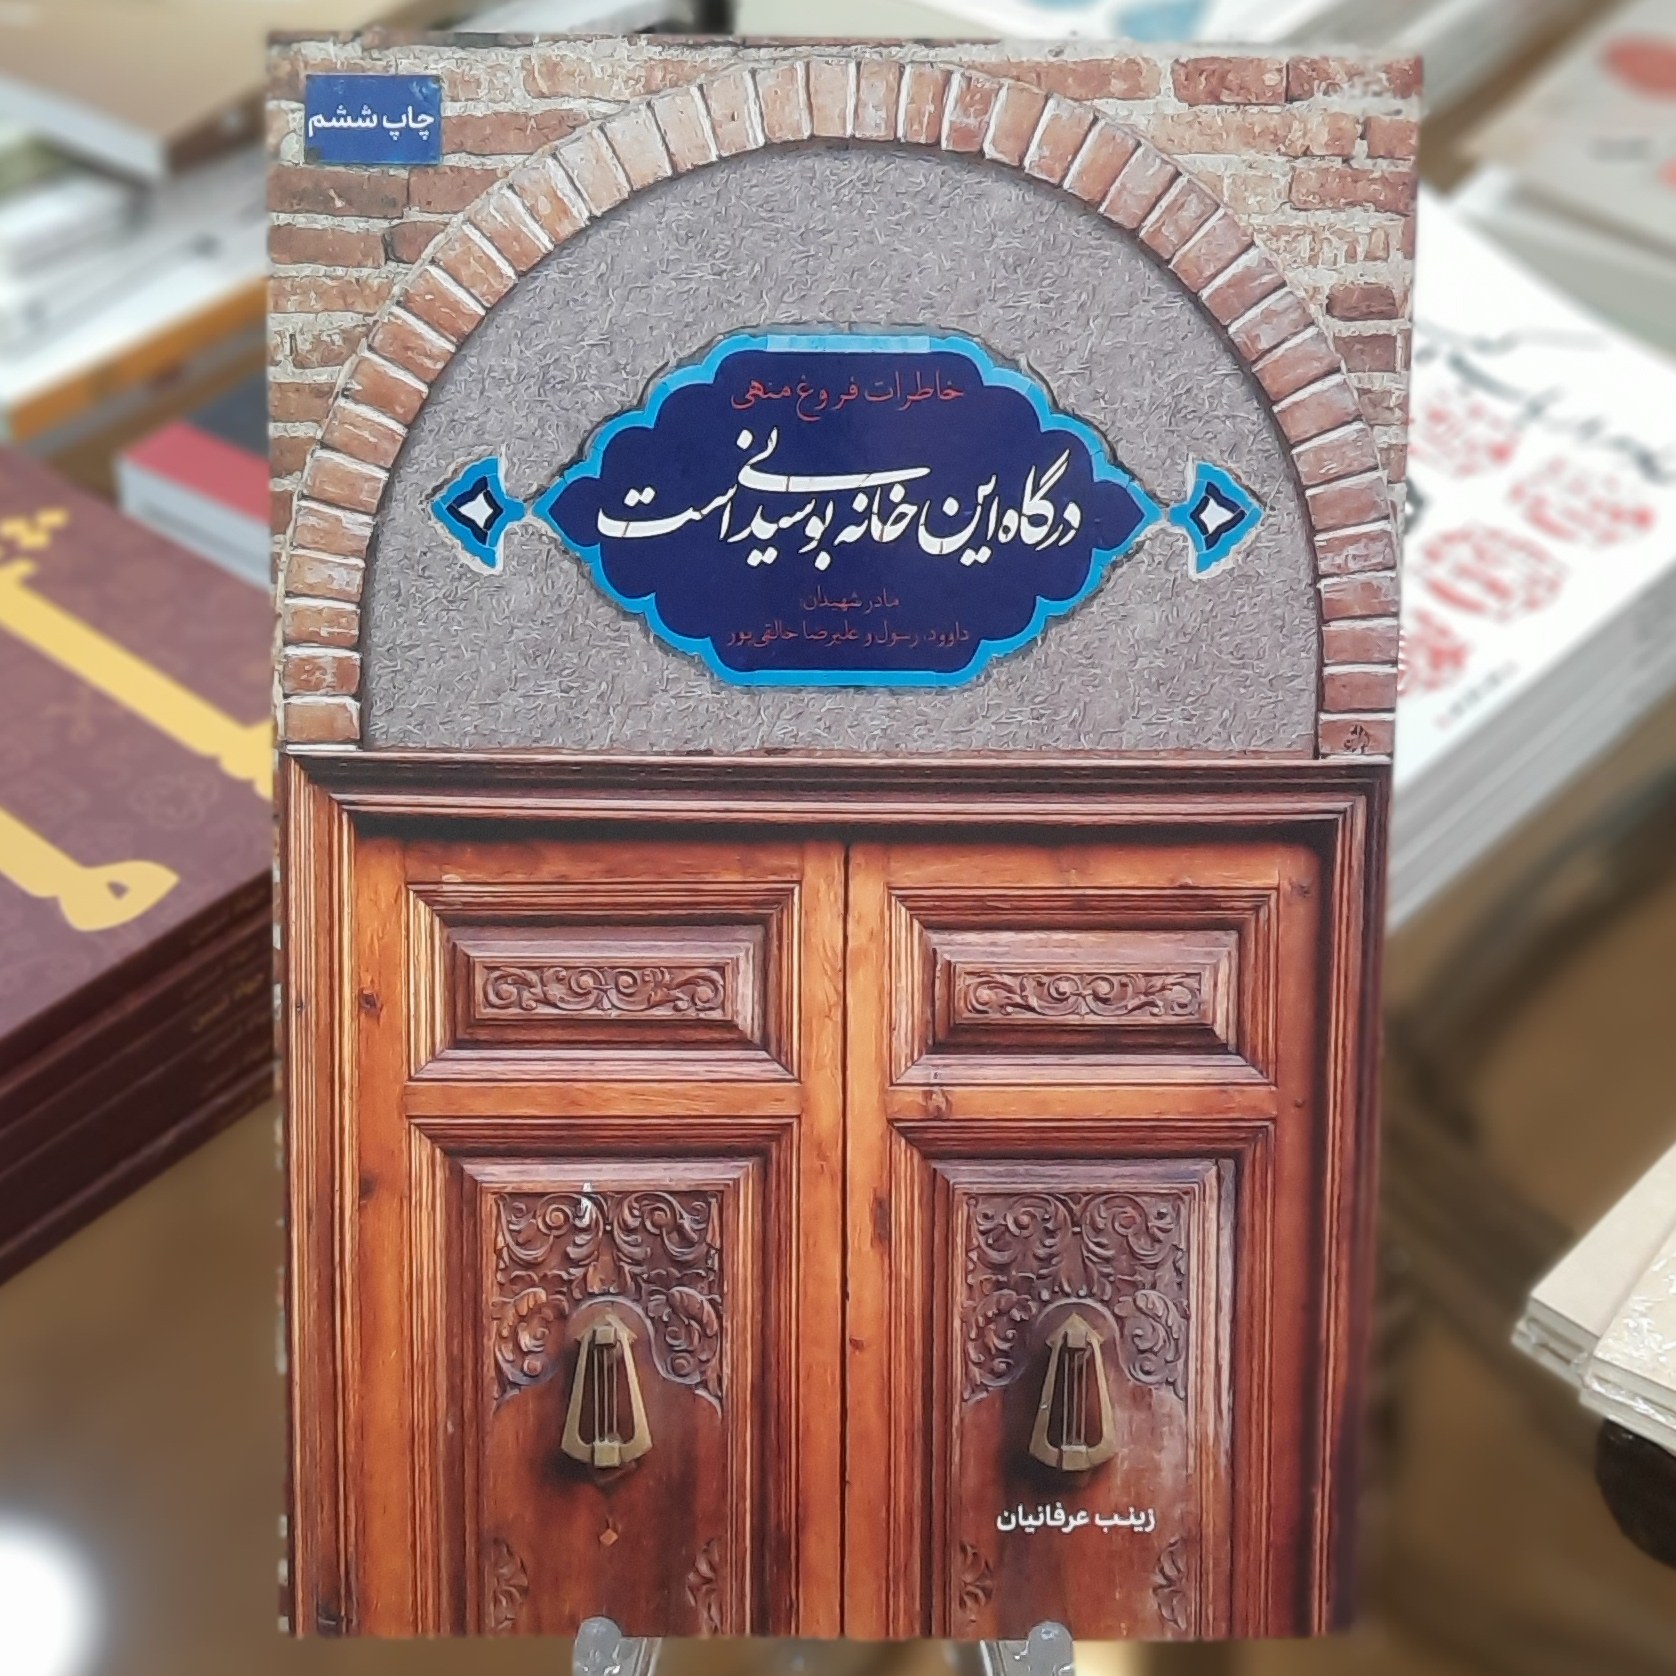 چاپ ششم
خاطرات فروغ منهی
درگاه این خانه بوسیدنی است
مادر شهیدان:
داوود، رسول و علیرضا خالقی‌پور
زینب عرفانیان